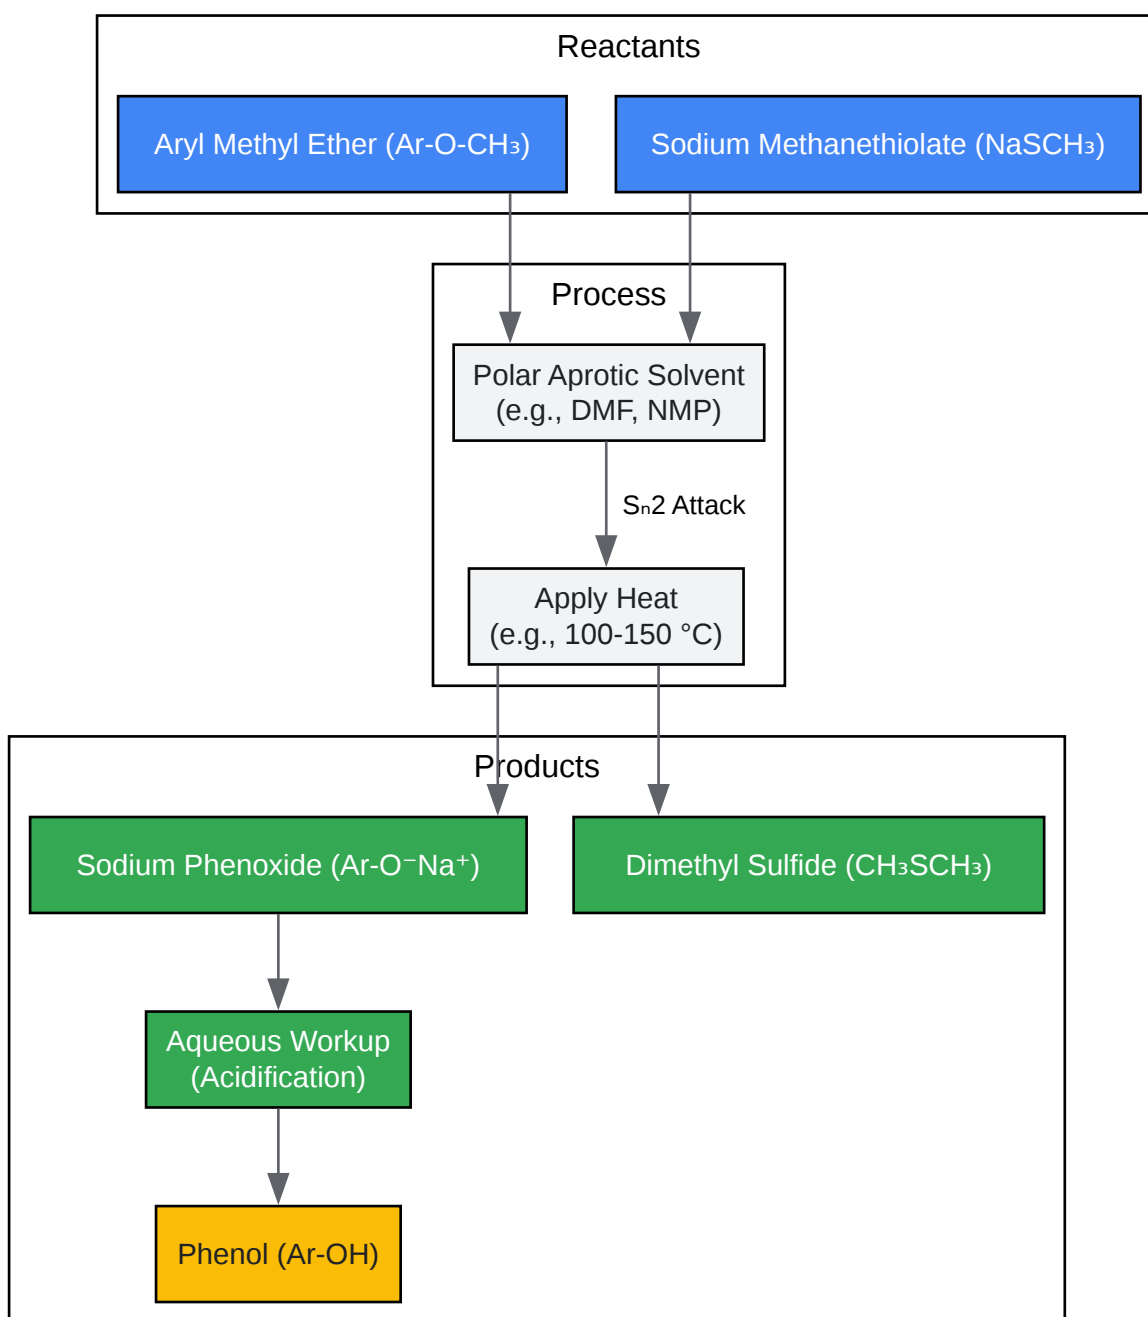 Reactants
Aryl Methyl Ether (Ar-O-CH₃)
Sodium Methanethiolate (NaSCH₃)
Process
Polar Aprotic Solvent
(e.g., DMF, NMP)
Sₙ2 Attack
Apply Heat
(e.g., 100-150 °C)
Products
Sodium Phenoxide (Ar-O⁻Na⁺)
Dimethyl Sulfide (CH₃SCH₃)
Aqueous Workup
(Acidification)
Phenol (Ar-OH)